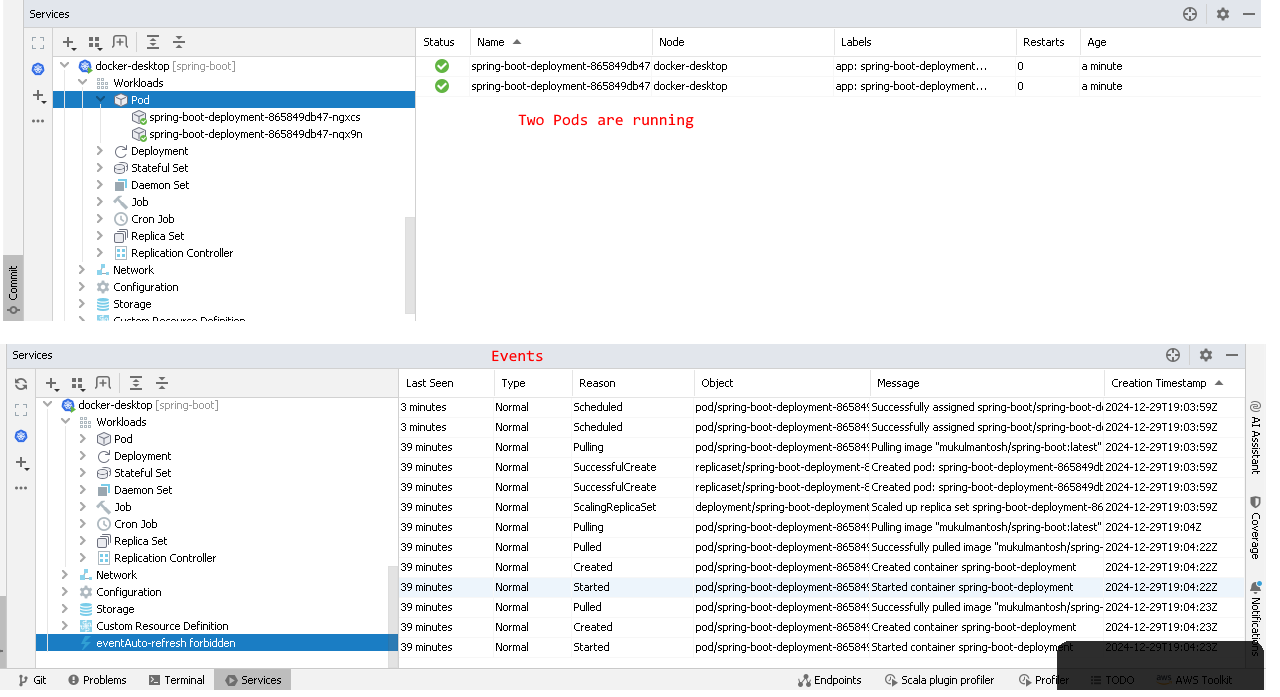 Services
Status Name Node Labels Restarts Age
docker-desktop [spring-boot]
Workloads
Pod
spring-boot-deployment-865849db47-ngxcs
spring-boot-deployment-865849db47-nqx9n
Deployment
Stateful Set
Daemon Set
Job
Cron Job
Replica Set
Replication Controller
Network
Configuration
Storage
Custom Resource Definition
Commit
spring-boot-deployment-865849db47 docker-desktop app: spring-boot-deployment... 0 a minute
spring-boot-deployment-865849db47 docker-desktop app: spring-boot-deployment... 0 a minute
Two Pods are running
Services
Events
docker-desktop [spring-boot]
Workloads
Pod
Deployment
Stateful Set
Daemon Set
Job
Cron Job
Replica Set
Replication Controller
Network
Configuration
Storage
Custom Resource Definition
eventAuto-refresh forbidden
Last Seen Type Reason Object Message Creation Timestamp
3 minutes Normal Scheduled pod/spring-boot-deployment-86584 Successfully assigned spring-boot/spring-boot-d 2024-12-29T19:03:59Z
3 minutes Normal Scheduled pod/spring-boot-deployment-86584 Successfully assigned spring-boot/spring-boot-d 2024-12-29T19:03:59Z
39 minutes Normal Pulling pod/spring-boot-deployment-86584 Pulling image "mukulmantosh/spring-boot:latest" 2024-12-29T19:03:59Z
39 minutes Normal SuccessfulCreate replicaset/spring-boot-deployment-8 Created pod: spring-boot-deployment-865849db 2024-12-29T19:03:59Z
39 minutes Normal SuccessfulCreate replicaset/spring-boot-deployment-8 Created pod: spring-boot-deployment-865849db 2024-12-29T19:03:59Z
39 minutes Normal ScalingReplicaSet deployment/spring-boot-deployment Scaled up replica set spring-boot-deployment-86 2024-12-29T19:03:59Z
39 minutes Normal Pulling pod/spring-boot-deployment-86584 Pulling image "mukulmantosh/spring-boot:latest" 2024-12-29T19:04Z
39 minutes Normal Pulled pod/spring-boot-deployment-86584 Successfully pulled image "mukulmantosh/spring- 2024-12-29T19:04:22Z
39 minutes Normal Created pod/spring-boot-deployment-86584 Created container spring-boot-deployment 2024-12-29T19:04:22Z
39 minutes Normal Started pod/spring-boot-deployment-86584 Started container spring-boot-deployment 2024-12-29T19:04:22Z
39 minutes Normal Pulled pod/spring-boot-deployment-86584 Successfully pulled image "mukulmantosh/spring- 2024-12-29T19:04:23Z
39 minutes Normal Created pod/spring-boot-deployment-86584 Created container spring-boot-deployment 2024-12-29T19:04:23Z
39 minutes Normal Started pod/spring-boot-deployment-86584 Started container spring-boot-deployment 2024-12-29T19:04:23Z
AI Assistant
Coverage
Notifications
Git Problems Terminal Services Endpoints Scala plugin profiler Profiler TODO AWS Toolkit